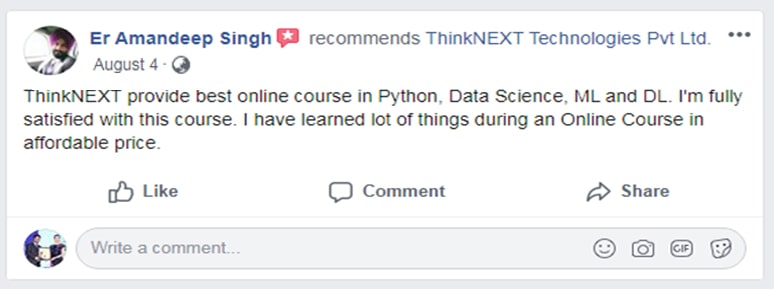 Er Amandeep Singh recommends ThinkNEXT Technologies Pvt Ltd.
August 4 ·
ThinkNEXT provide best online course in Python, Data Science, ML and DL. I'm fully
satisfied with this course. I have learned lot of things during an Online Course in
affordable price.
Like Comment Share
Write a comment...
GIF